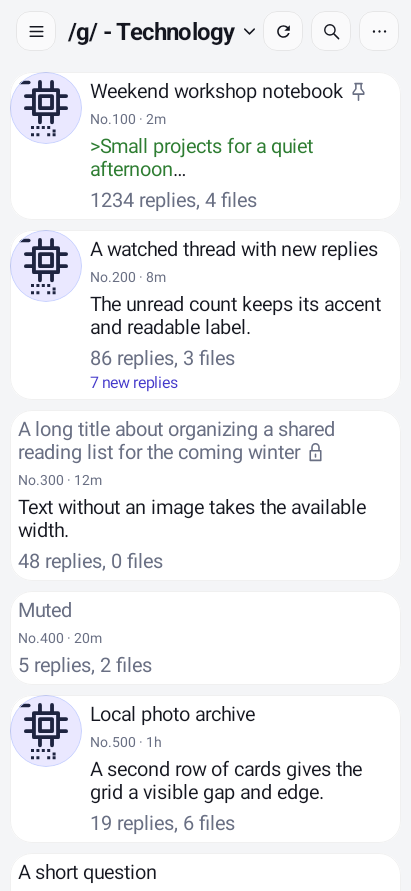 /g/ - Technology
Weekend workshop notebook
No.100 · 2m
>Small projects for a quiet
afternoon…
1234 replies, 4 files
A watched thread with new replies
No.200 · 8m
The unread count keeps its accent
and readable label.
86 replies, 3 files
7 new replies
A long title about organizing a shared
reading list for the coming winter
No.300 · 12m
Text without an image takes the available
width.
48 replies, 0 files
Muted
No.400 · 20m
5 replies, 2 files
Local photo archive
No.500 · 1h
A second row of cards gives the
grid a visible gap and edge.
19 replies, 6 files
A short question